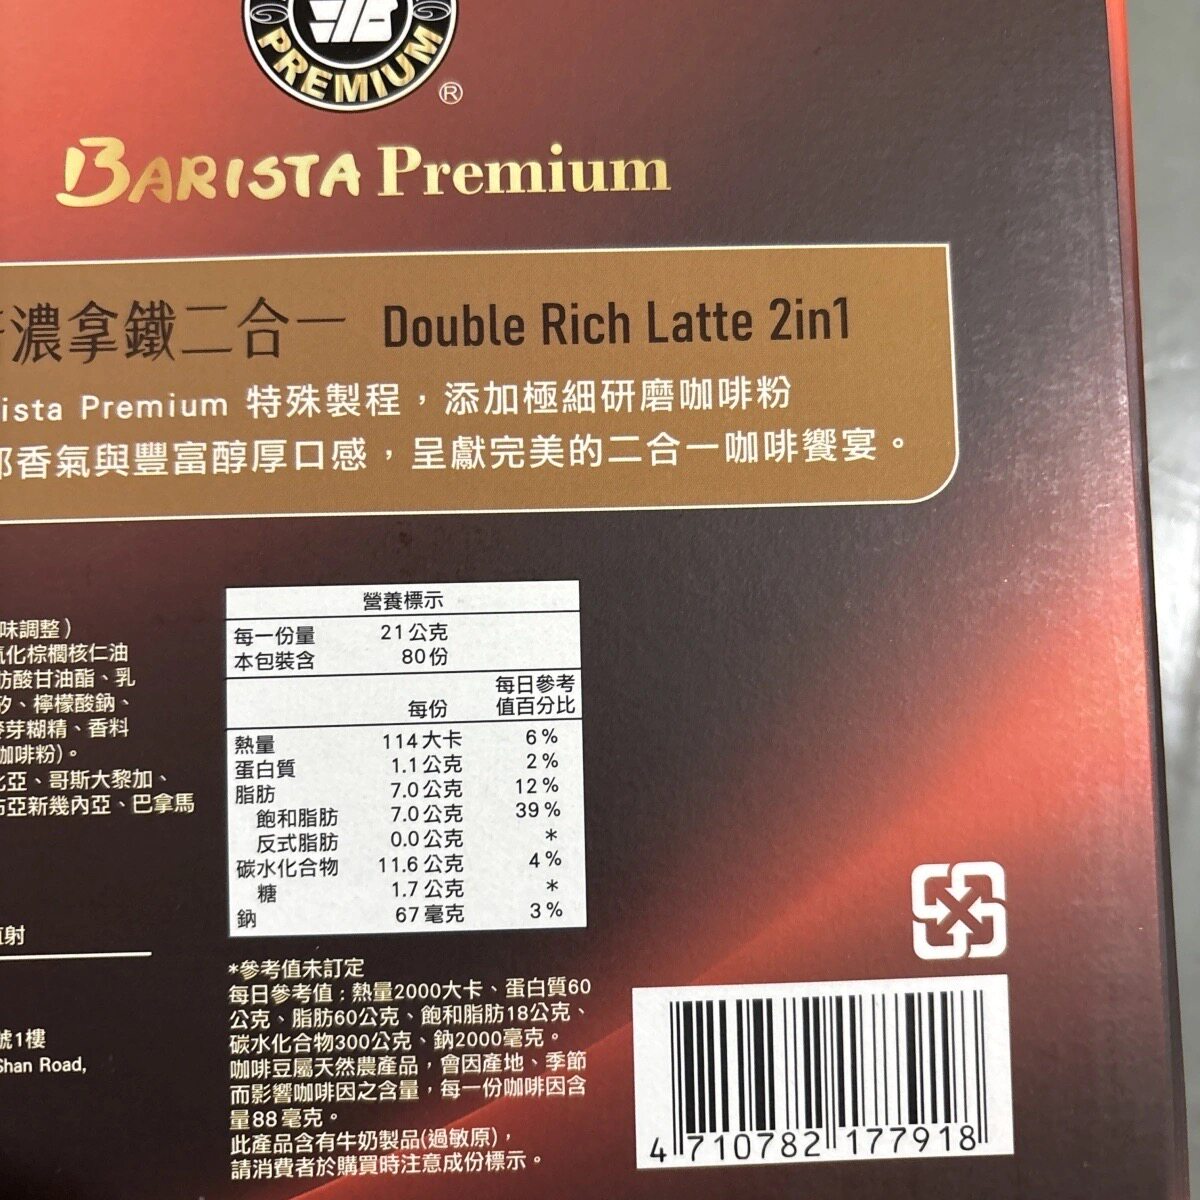 PREMIUM
®
BARISTA Premium
濃拿鐵二合一 Double Rich Latte 2in1
ista Premium 特殊製程，添加極細研磨咖啡粉
香氣與豐富醇厚口感，呈獻完美的二合一咖啡饗宴。
味調整)
化棕櫚核仁油
肪酸甘油酯、乳
矽、檸檬酸鈉、
麥芽糊精、香料
咖啡粉)。
比亞、哥斯大黎加、
布亞新幾內亞、巴拿馬
直射
號1樓
Shan Road,
營養標示
每一份量 21公克
本包裝含 80份
每份 每日參考值百分比
熱量 114大卡 6%
蛋白質 1.1公克 2%
脂肪 7.0公克 12%
飽和脂肪 7.0公克 39%
反式脂肪 0.0公克 *
碳水化合物 11.6公克 4%
糖 1.7公克 *
鈉 67毫克 3%
*參考值未訂定
每日參考值：熱量2000大卡、蛋白質60
公克、脂肪60公克、飽和脂肪18公克、
碳水化合物300公克、鈉2000毫克。
咖啡豆屬天然農產品，會因產地、季節
而影響咖啡因之含量，每一份咖啡因含
量88毫克。
此產品含有牛奶製品(過敏原)，
請消費者於購買時注意成份標示。
4 710782 177918